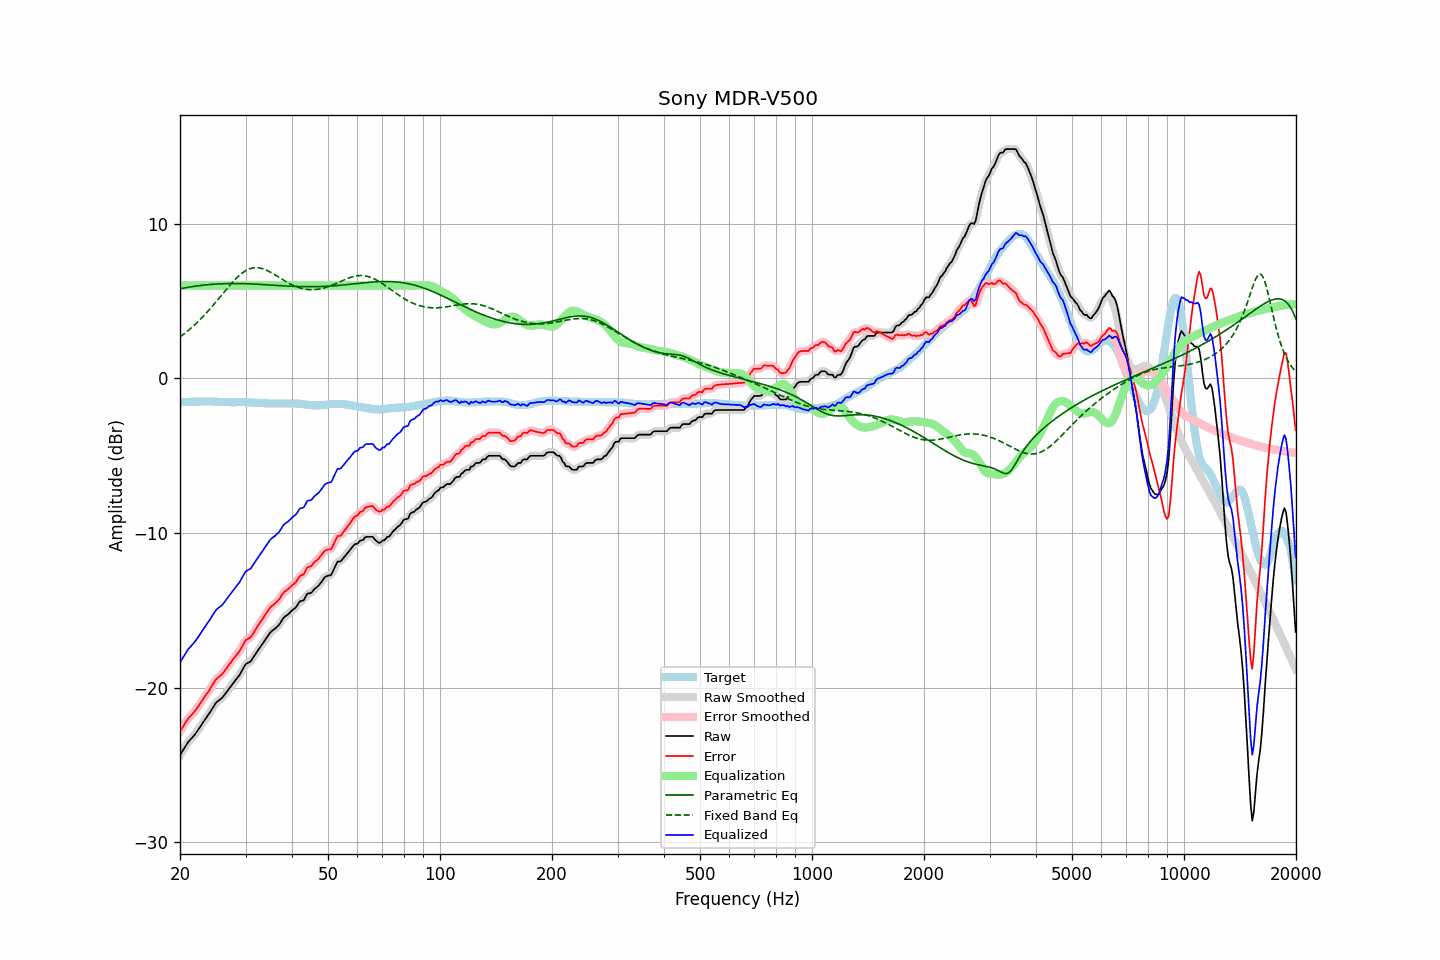 Sony MDR-V500
Amplitude (dBr)
10
0
−10
−20
−30
Target
Raw Smoothed
Error Smoothed
Raw
Error
Equalization
Parametric Eq
Fixed Band Eq
Equalized
20 50 100 200 500 1000 2000 5000 10000 20000
Frequency (Hz)